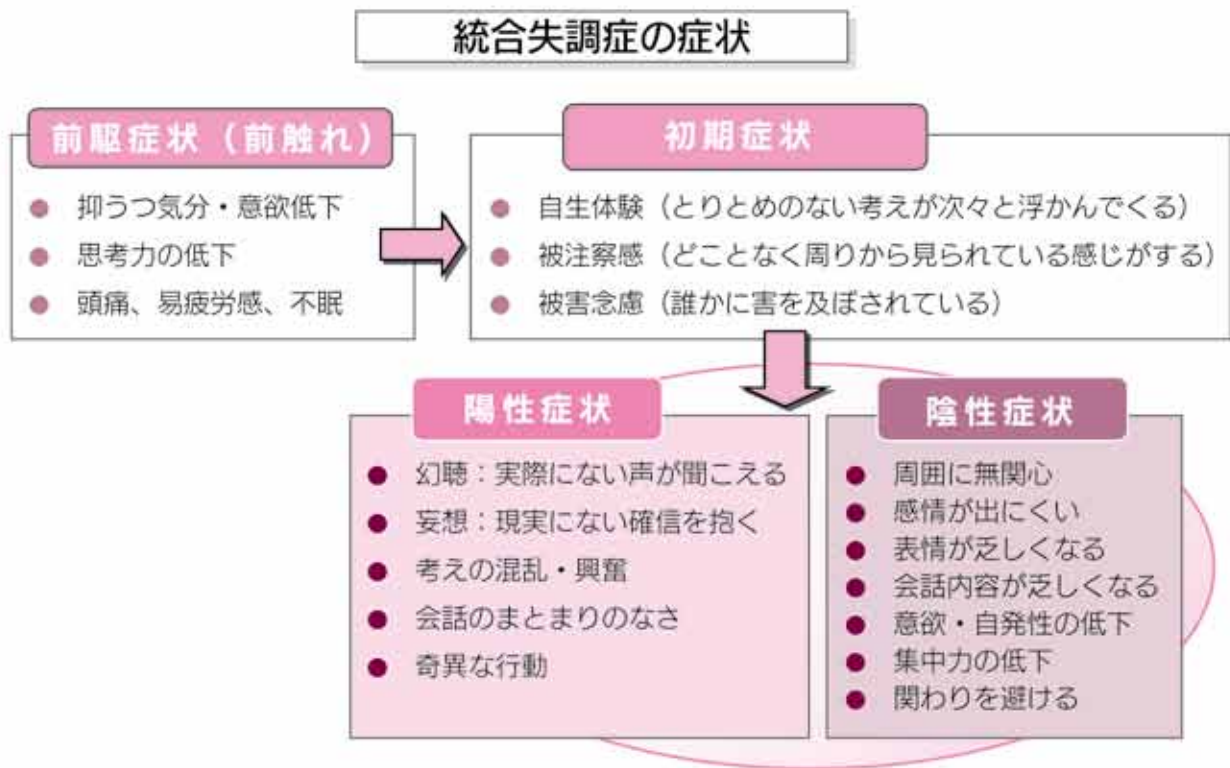 統合失調症の症状
前駆症状（前触れ）
● 抑うつ気分・意欲低下
● 思考力の低下
● 頭痛、易疲労感、不眠
初期症状
● 自生体験（とりとめのない考えが次々と浮かんでくる）
● 被注察感（どことなく周りから見られている感じがする）
● 被害念慮（誰かに害を及ぼされている）
陽性症状
● 幻聴：実際にない声が聞こえる
● 妄想：現実にない確信を抱く
● 考えの混乱・興奮
● 会話のまとまりのなさ
● 奇異な行動
陰性症状
● 周囲に無関心
● 感情が出にくい
● 表情が乏しくなる
● 会話内容が乏しくなる
● 意欲・自発性の低下
● 集中力の低下
● 関わりを避ける